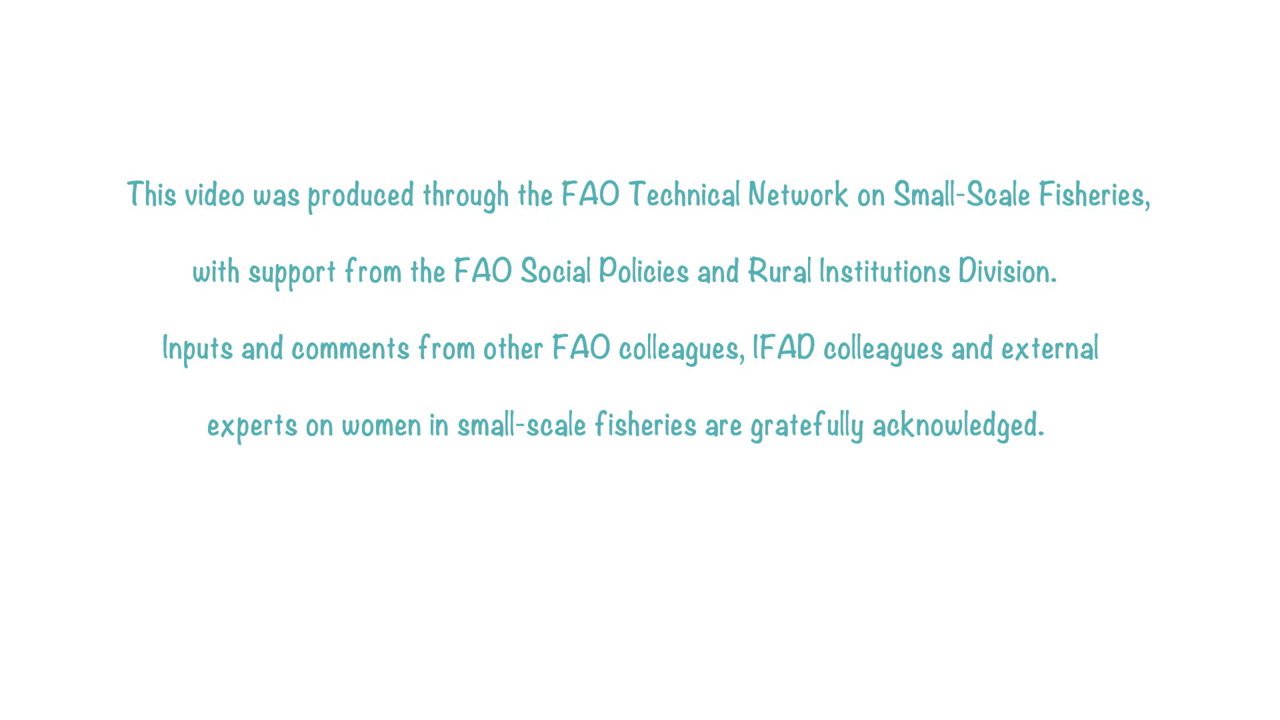 This video was produced through the FAO Technical Network on Small-Scale Fisheries,
with support from the FAO Social Policies and Rural Institutions Division.
Inputs and comments from other FAO colleagues, IFAD colleagues and external
experts on women in small-scale fisheries are gratefully acknowledged.